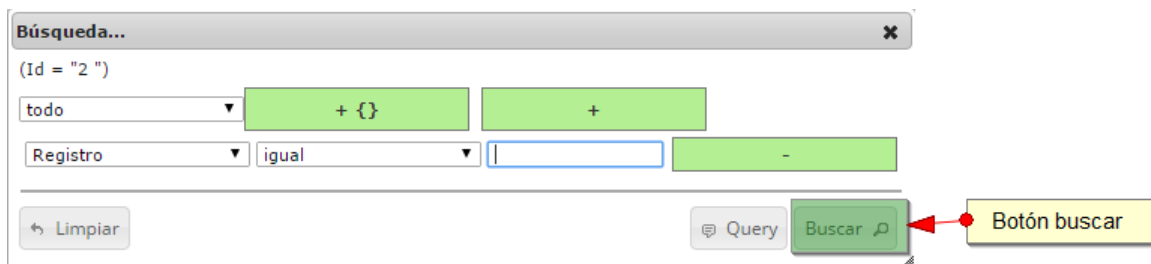 Búsqueda...
(Id = "2 ")
todo + {} +
Registro igual -
Limpiar Query Buscar Botón buscar